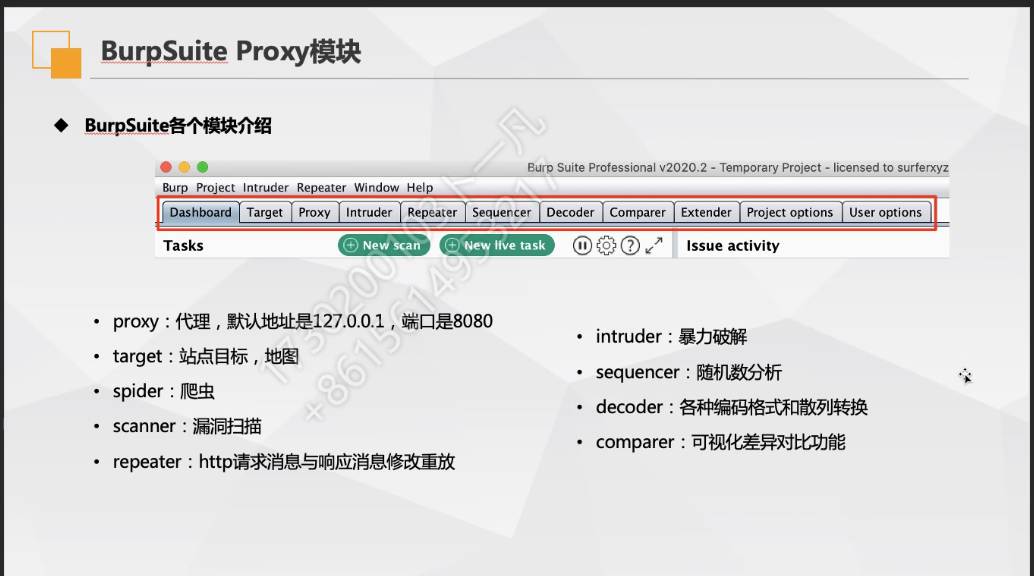 BurpSuite Proxy模块
◆ BurpSuite各个模块介绍
Burp Suite Professional v2020.2 - Temporary Project - licensed to surferxyz
Burp Project Intruder Repeater Window Help
Dashboard Target Proxy Intruder Repeater Sequencer Decoder Comparer Extender Project options User options
Tasks New scan New live task Issue activity
• proxy：代理，默认地址是127.0.0.1，端口是8080
• target：站点目标，地图
• spider：爬虫
• scanner：漏洞扫描
• repeater：http请求消息与响应消息修改重放
• intruder：暴力破解
• sequencer：随机数分析
• decoder：各种编码格式和散列转换
• comparer：可视化差异对比功能